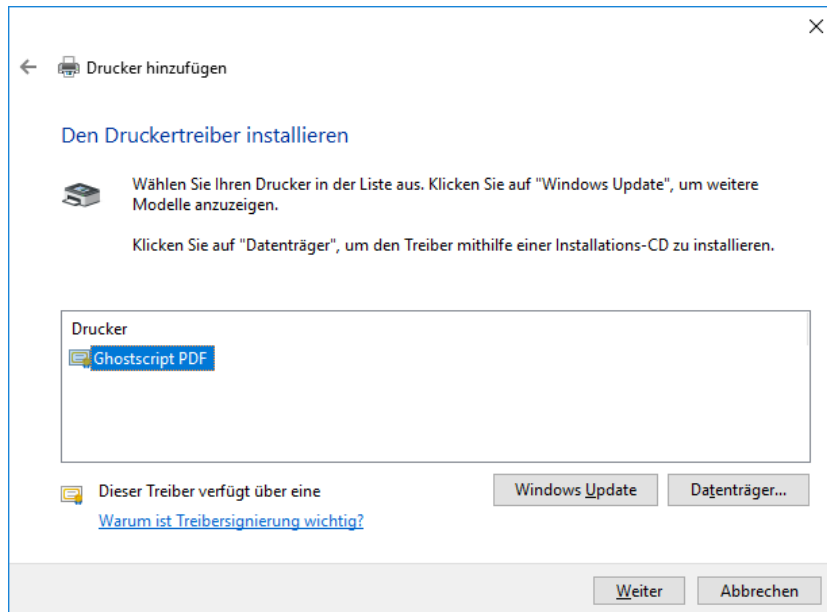 Drucker hinzufügen
Den Druckertreiber installieren
Wählen Sie Ihren Drucker in der Liste aus. Klicken Sie auf "Windows Update", um weitere
Modelle anzuzeigen.
Klicken Sie auf "Datenträger", um den Treiber mithilfe einer Installations-CD zu installieren.
Drucker
Ghostscript PDF
Dieser Treiber verfügt über eine
Windows Update
Datenträger...
Warum ist Treibersignierung wichtig?
Weiter
Abbrechen